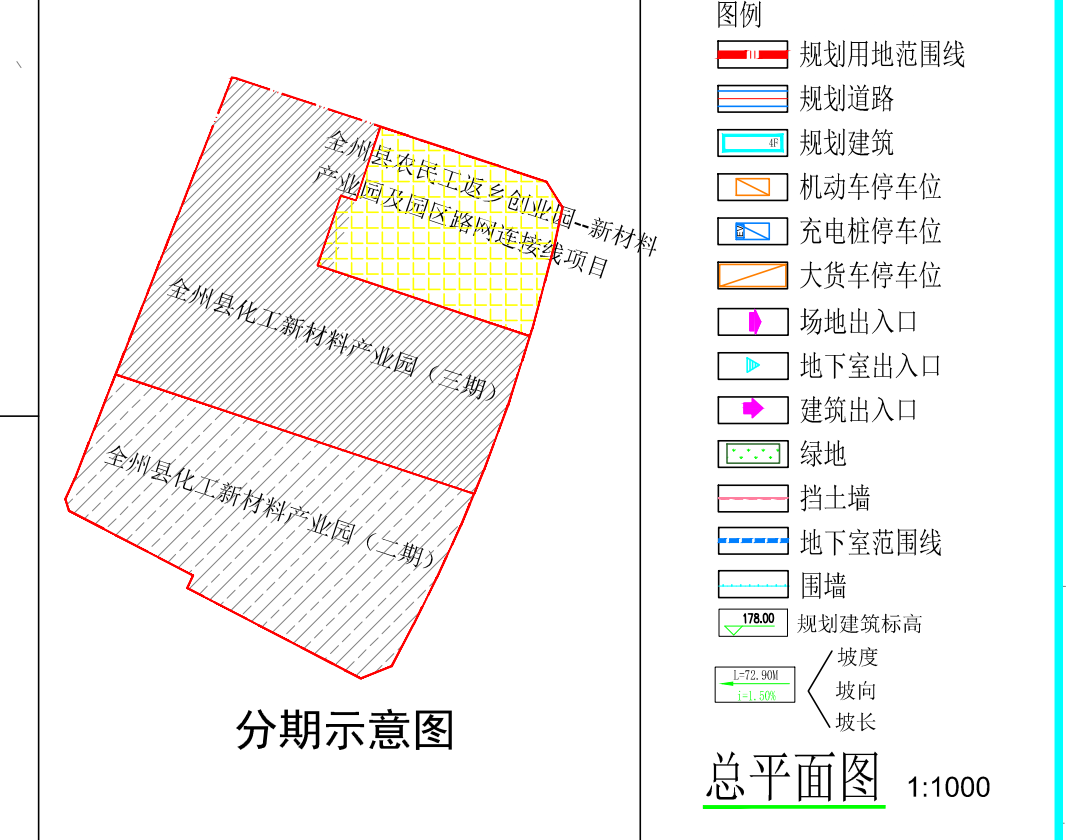 全州县农民工返乡创业园--新材料
产业园及园区路网连接线项目
全州县化工新材料产业园（三期）
全州县化工新材料产业园（二期）
分期示意图
图例
规划用地范围线
规划道路
4F
规划建筑
机动车停车位
充电桩停车位
大货车停车位
场地出入口
地下室出入口
建筑出入口
绿地
挡土墙
地下室范围线
围墙
178.00
规划建筑标高
L=72.90M
i=1.50%
坡度
坡向
坡长
总平面图 1:1000